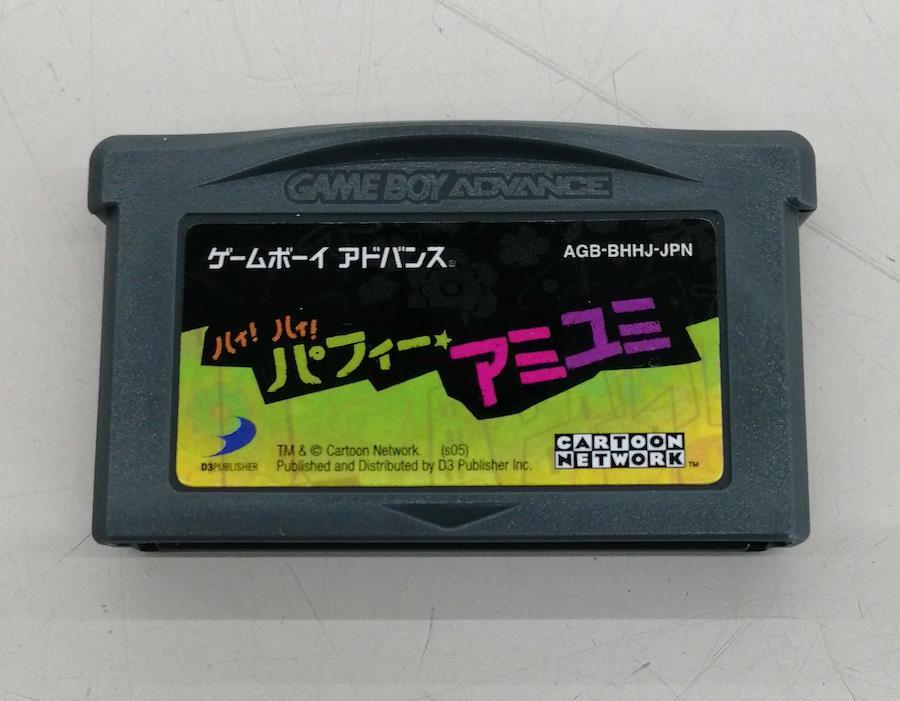 GAME BOY ADVANCE
ゲームボーイ アドバンス®
AGB-BHHJ-JPN
ハイ! ハイ!
パフィー★アミユミ
D3PUBLISHER
TM & © Cartoon Network. (s05)
Published and Distributed by D3 Publisher Inc.
CARTOON
NETWORK™